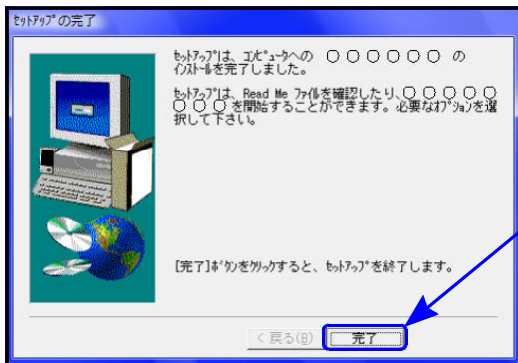 ｾｯﾄｱｯﾌﾟの完了
ｾｯﾄｱｯﾌﾟは、ｺﾝﾋﾟｭｰﾀへの ○○○○○○ の
ｲﾝｽﾄｰﾙを完了しました。
ｾｯﾄｱｯﾌﾟは、Read Me ﾌｧｲﾙを確認したり、○○○○○
○○○を開始することができます。必要なｵﾌﾟｼｮﾝを選
択して下さい。
[完了]ﾎﾞﾀﾝをｸﾘｯｸすると、ｾｯﾄｱｯﾌﾟを終了します。
< 戻る(B)
完了